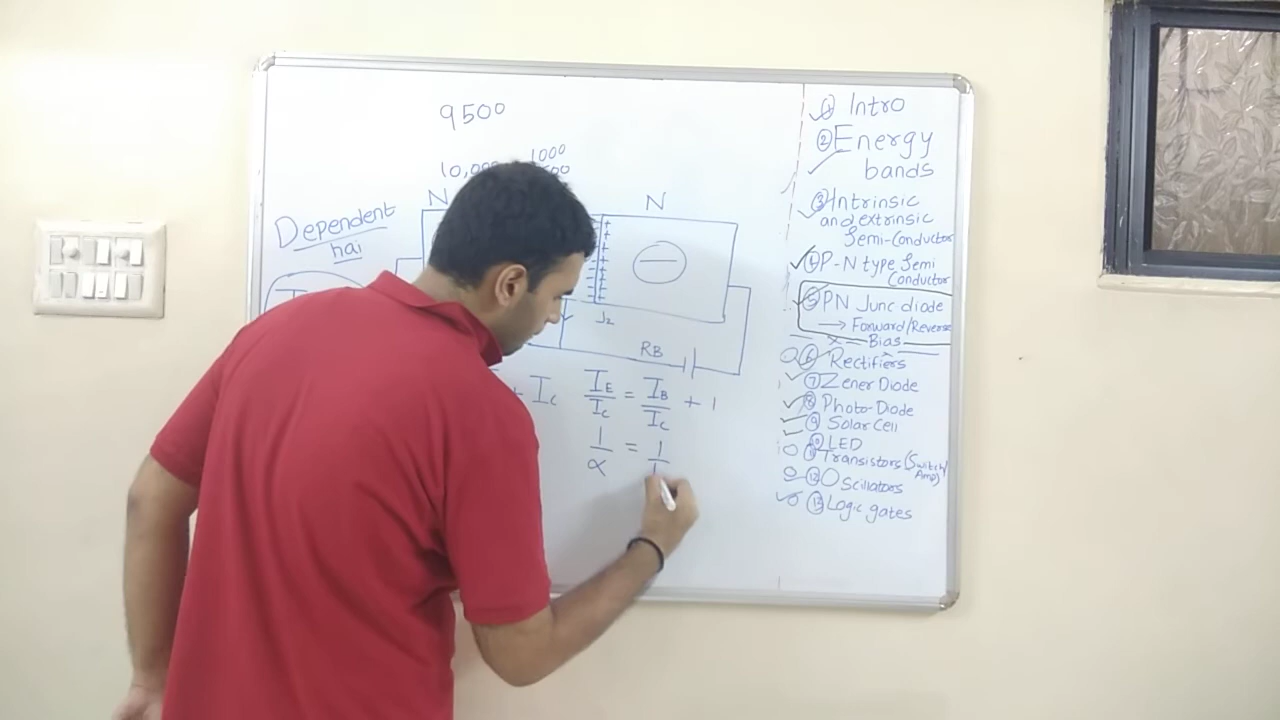 9500
1000
10,000
N
N
Dependent
hai
J2
RB
+ IC
IE/IC = IB/IC + 1
1/α = 1/
① Intro
② Energy
bands
③ Intrinsic
and extrinsic
Semi-Conductor
④ P-N type Semi
Conductor
⑤ PN Junc diode
→ Forward/Reverse
Bias
⑥ Rectifiers
⑦ Zener Diode
⑧ Photo-Diode
⑨ Solar Cell
⑩ LED
⑪ Transistors (Switch/
Amp)
⑫ Oscillators
⑬ Logic gates